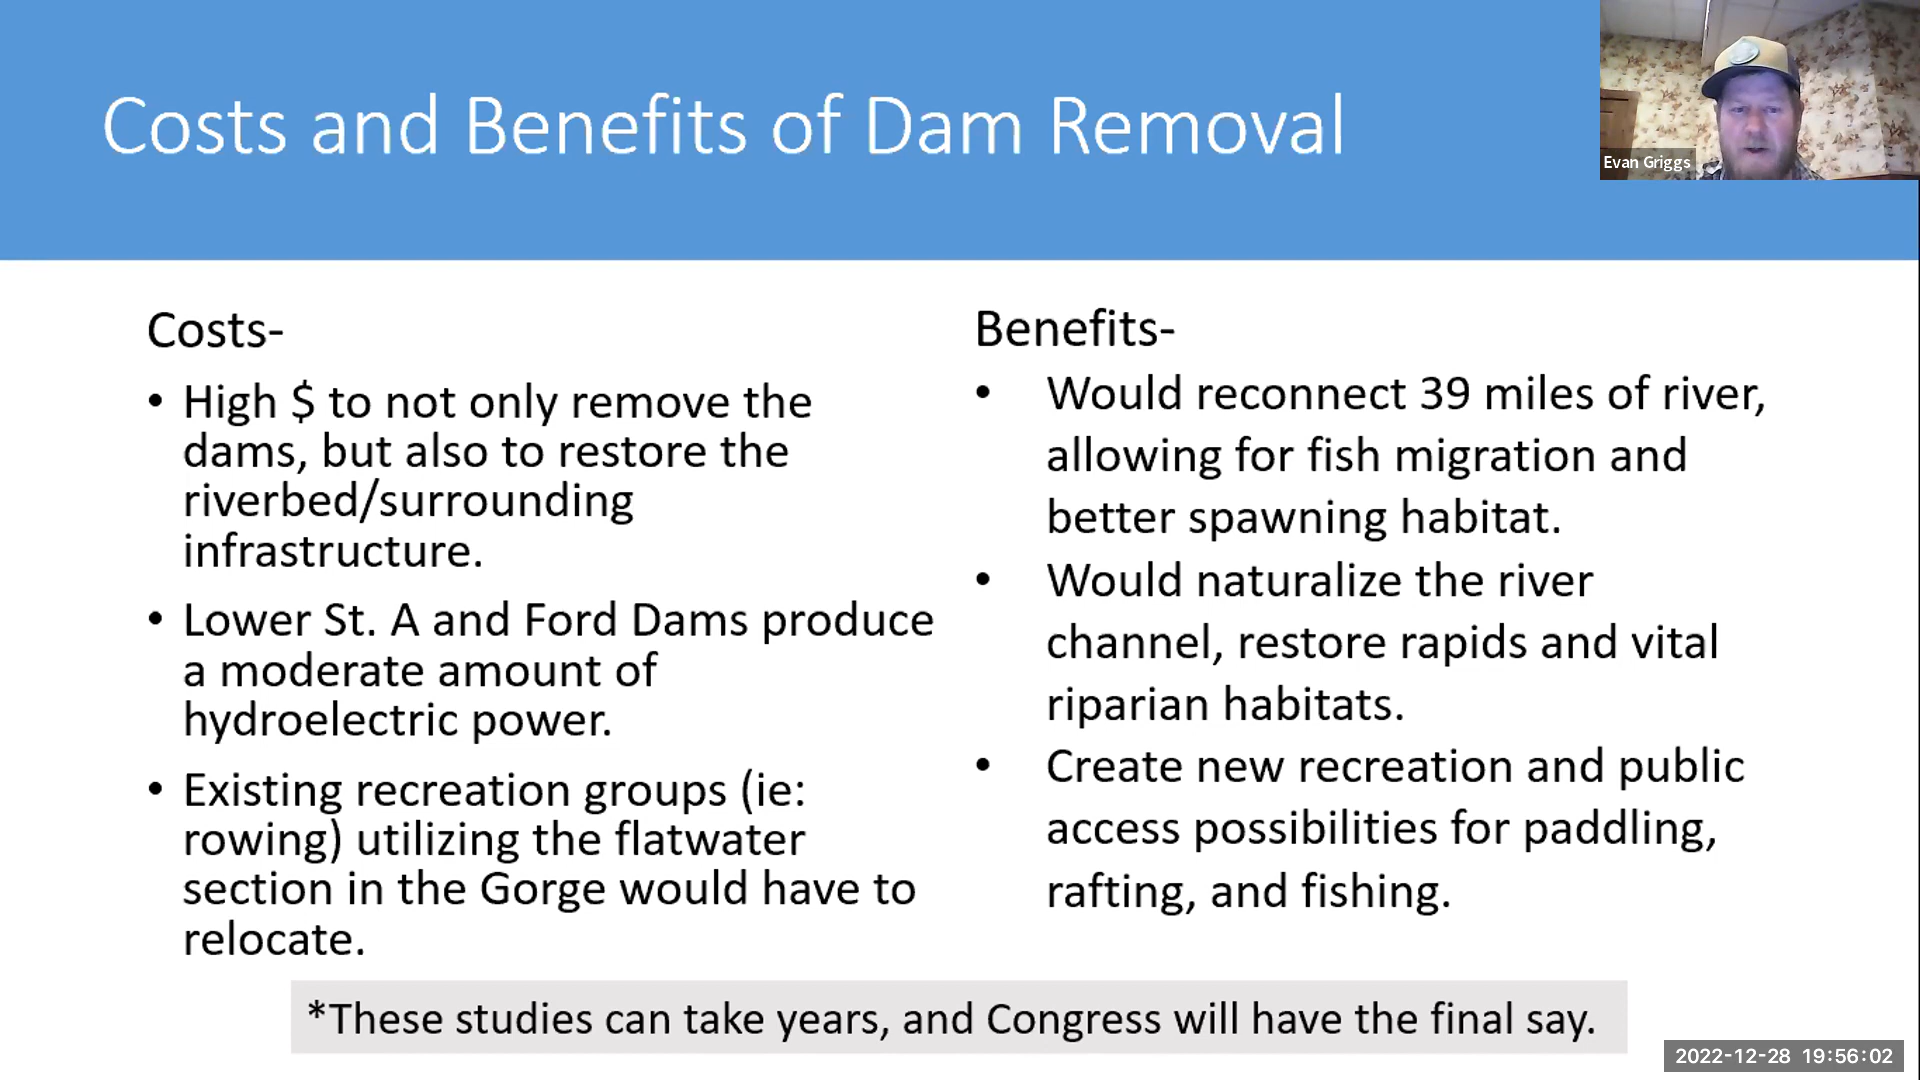 Costs and Benefits of Dam Removal
Evan Griggs
Costs-
• High $ to not only remove the
dams, but also to restore the
riverbed/surrounding
infrastructure.
• Lower St. A and Ford Dams produce
a moderate amount of
hydroelectric power.
• Existing recreation groups (ie:
rowing) utilizing the flatwater
section in the Gorge would have to
relocate.
Benefits-
• Would reconnect 39 miles of river,
allowing for fish migration and
better spawning habitat.
• Would naturalize the river
channel, restore rapids and vital
riparian habitats.
• Create new recreation and public
access possibilities for paddling,
rafting, and fishing.
*These studies can take years, and Congress will have the final say.
2022-12-28 19:56:02